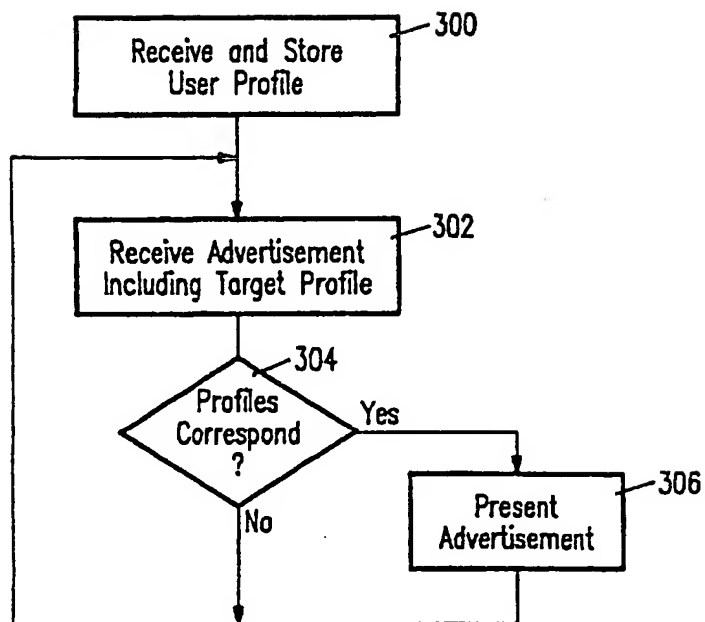 300
Receive and Store
User Profile
302
Receive Advertisement
Including Target Profile
304
Profiles
Correspond
?
Yes
No
306
Present
Advertisement